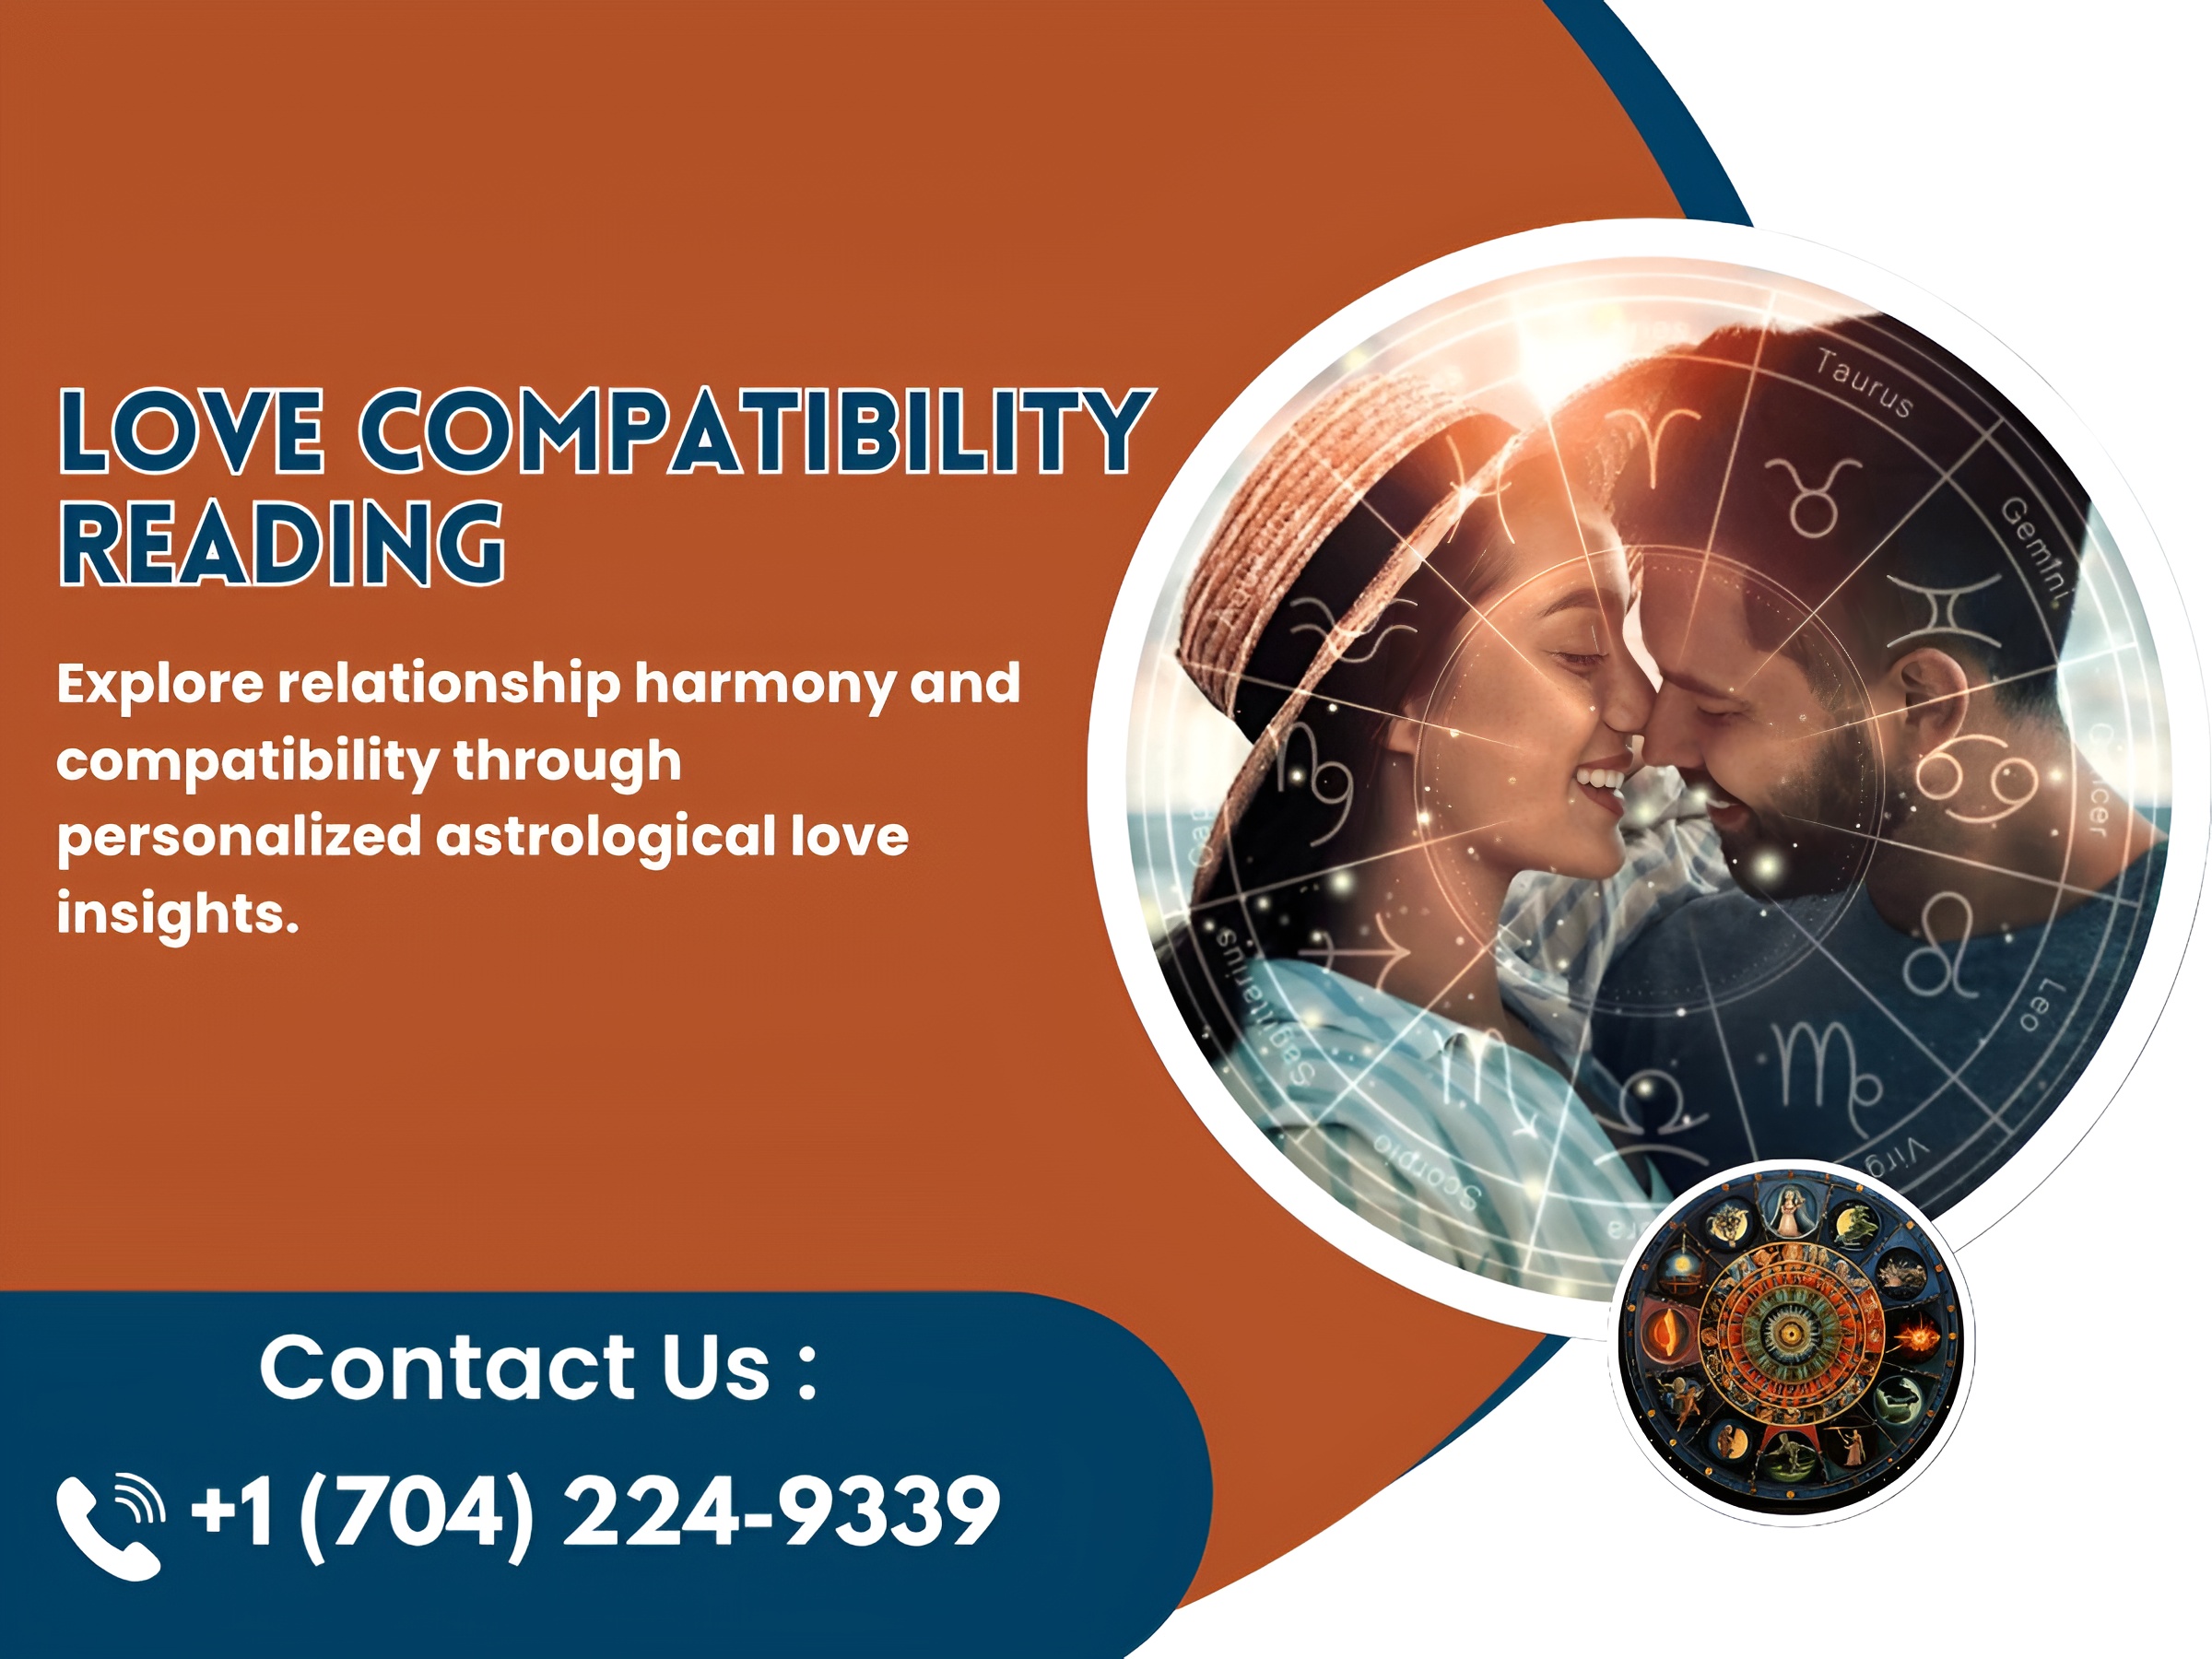 LOVE COMPATIBILITY
READING
Explore relationship harmony and
compatibility through
personalized astrological love
insights.
Contact Us :
+1 (704) 224-9339
Taurus
Gemini
Cancer
Leo
Virg
Scorpio
Sagittarius